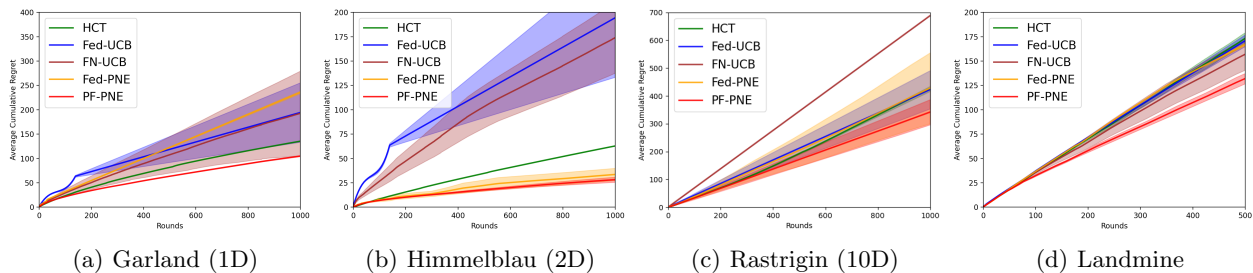 400
350
300
250
200
150
100
50
0
Average Cumulative Regret
HCT
Fed-UCB
FN-UCB
Fed-PNE
PF-PNE
0 200 400 600 800 1000
Rounds
(a) Garland (1D)
200
175
150
125
100
75
50
25
0
Average Cumulative Regret
HCT
Fed-UCB
FN-UCB
Fed-PNE
PF-PNE
0 200 400 600 800 1000
Rounds
(b) Himmelblau (2D)
700
600
500
400
300
200
100
0
Average Cumulative Regret
HCT
Fed-UCB
FN-UCB
Fed-PNE
PF-PNE
0 200 400 600 800 1000
Rounds
(c) Rastrigin (10D)
200
175
150
125
100
75
50
25
0
Average Cumulative Regret
HCT
Fed-UCB
FN-UCB
Fed-PNE
PF-PNE
0 100 200 300 400 500
Rounds
(d) Landmine